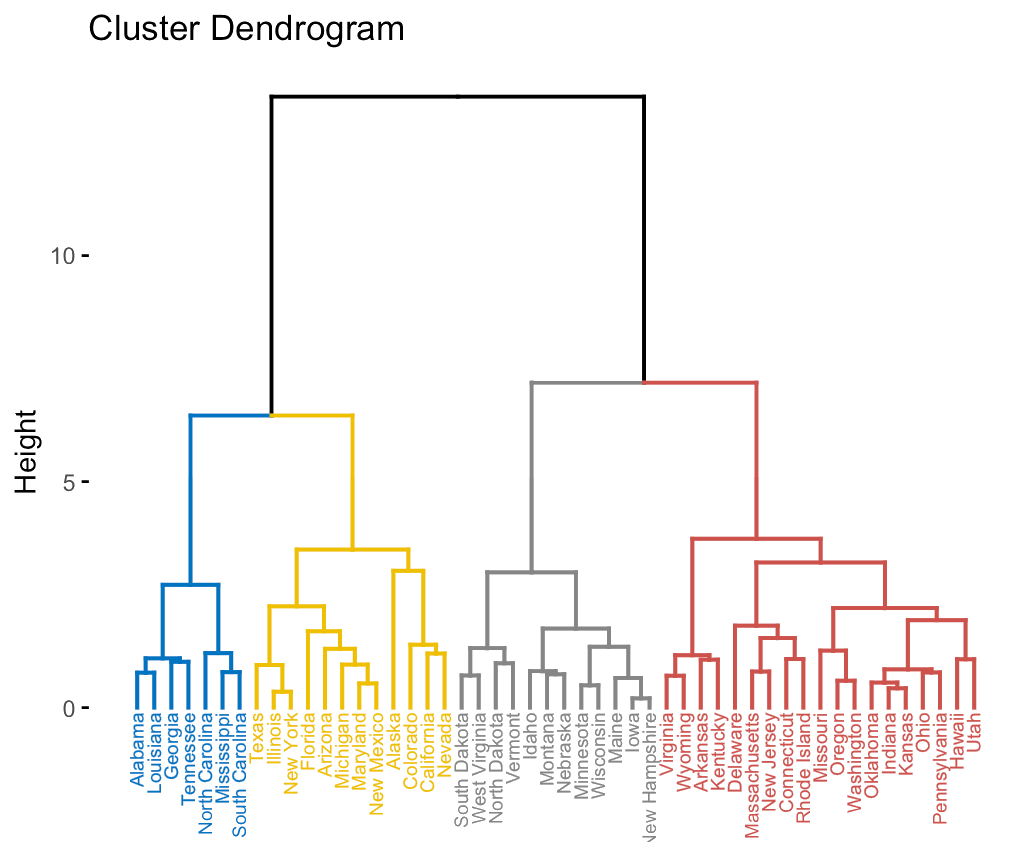 Cluster Dendrogram
Height
10
5
0
Alabama
Louisiana
Georgia
Tennessee
North Carolina
Mississippi
South Carolina
Texas
Illinois
New York
Florida
Arizona
Michigan
Maryland
New Mexico
Alaska
Colorado
California
Nevada
South Dakota
West Virginia
North Dakota
Vermont
Idaho
Montana
Nebraska
Minnesota
Wisconsin
Maine
Iowa
New Hampshire
Virginia
Wyoming
Arkansas
Kentucky
Delaware
Massachusetts
New Jersey
Connecticut
Rhode Island
Missouri
Oregon
Washington
Oklahoma
Indiana
Kansas
Ohio
Pennsylvania
Hawaii
Utah